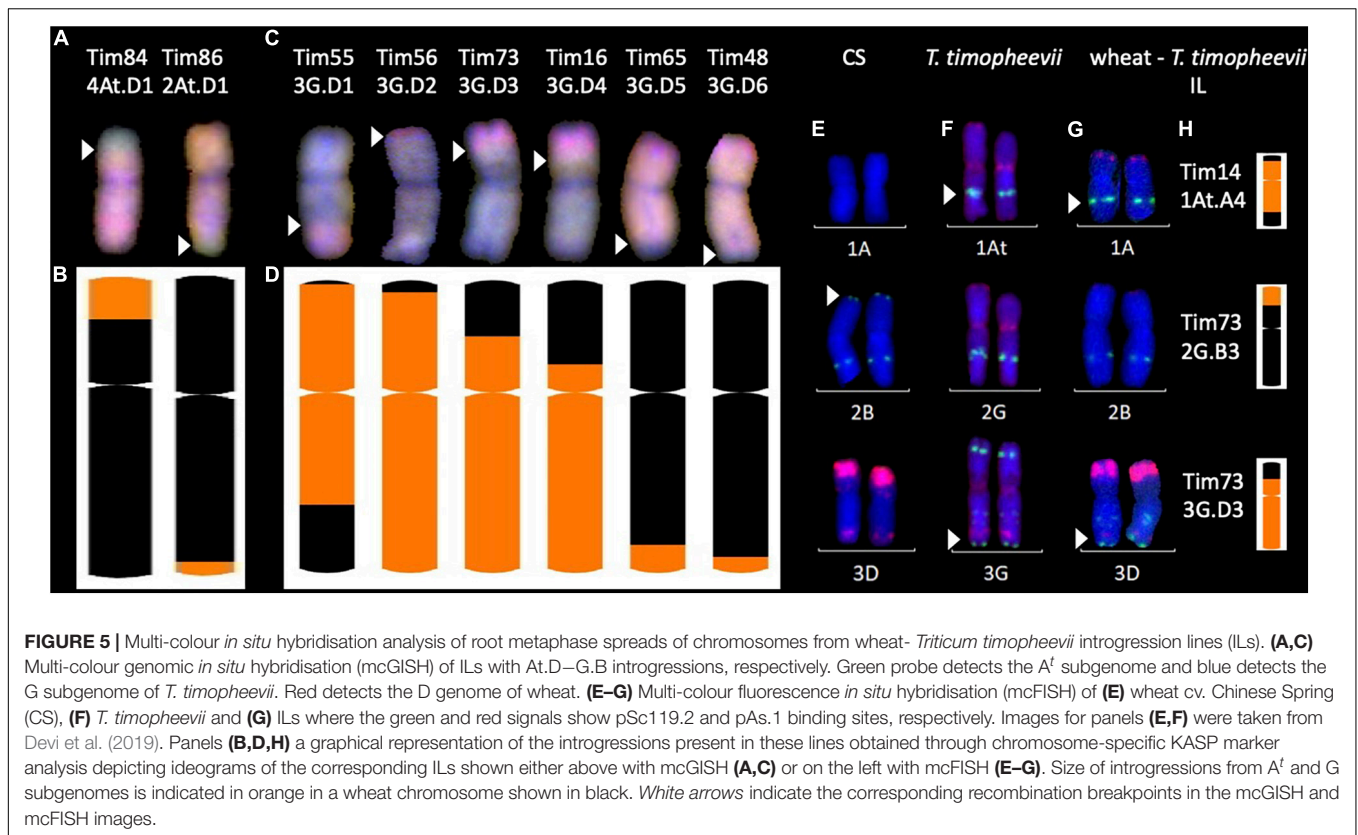 A C
Tim84 Tim86 Tim55 Tim56 Tim73 Tim16 Tim65 Tim48 CS T. timopheevii wheat - T. timopheevii
4At.D1 2At.D1 3G.D1 3G.D2 3G.D3 3G.D4 3G.D5 3G.D6 IL
E F G H
Tim14
1At.A4
1A 1At 1A
B D
Tim73
2G.B3
2B 2G 2B
Tim73
3G.D3
3D 3G 3D
FIGURE 5 | Multi-colour in situ hybridisation analysis of root metaphase spreads of chromosomes from wheat- Triticum timopheevii introgression lines (ILs). (A,C)
Multi-colour genomic in situ hybridisation (mcGISH) of ILs with At.D–G.B introgressions, respectively. Green probe detects the Aᵗ subgenome and blue detects the
G subgenome of T. timopheevii. Red detects the D genome of wheat. (E–G) Multi-colour fluorescence in situ hybridisation (mcFISH) of (E) wheat cv. Chinese Spring
(CS), (F) T. timopheevii and (G) ILs where the green and red signals show pSc119.2 and pAs.1 binding sites, respectively. Images for panels (E,F) were taken from
Devi et al. (2019). Panels (B,D,H) a graphical representation of the introgressions present in these lines obtained through chromosome-specific KASP marker
analysis depicting ideograms of the corresponding ILs shown either above with mcGISH (A,C) or on the left with mcFISH (E–G). Size of introgressions from Aᵗ and G
subgenomes is indicated in orange in a wheat chromosome shown in black. White arrows indicate the corresponding recombination breakpoints in the mcGISH and
mcFISH images.